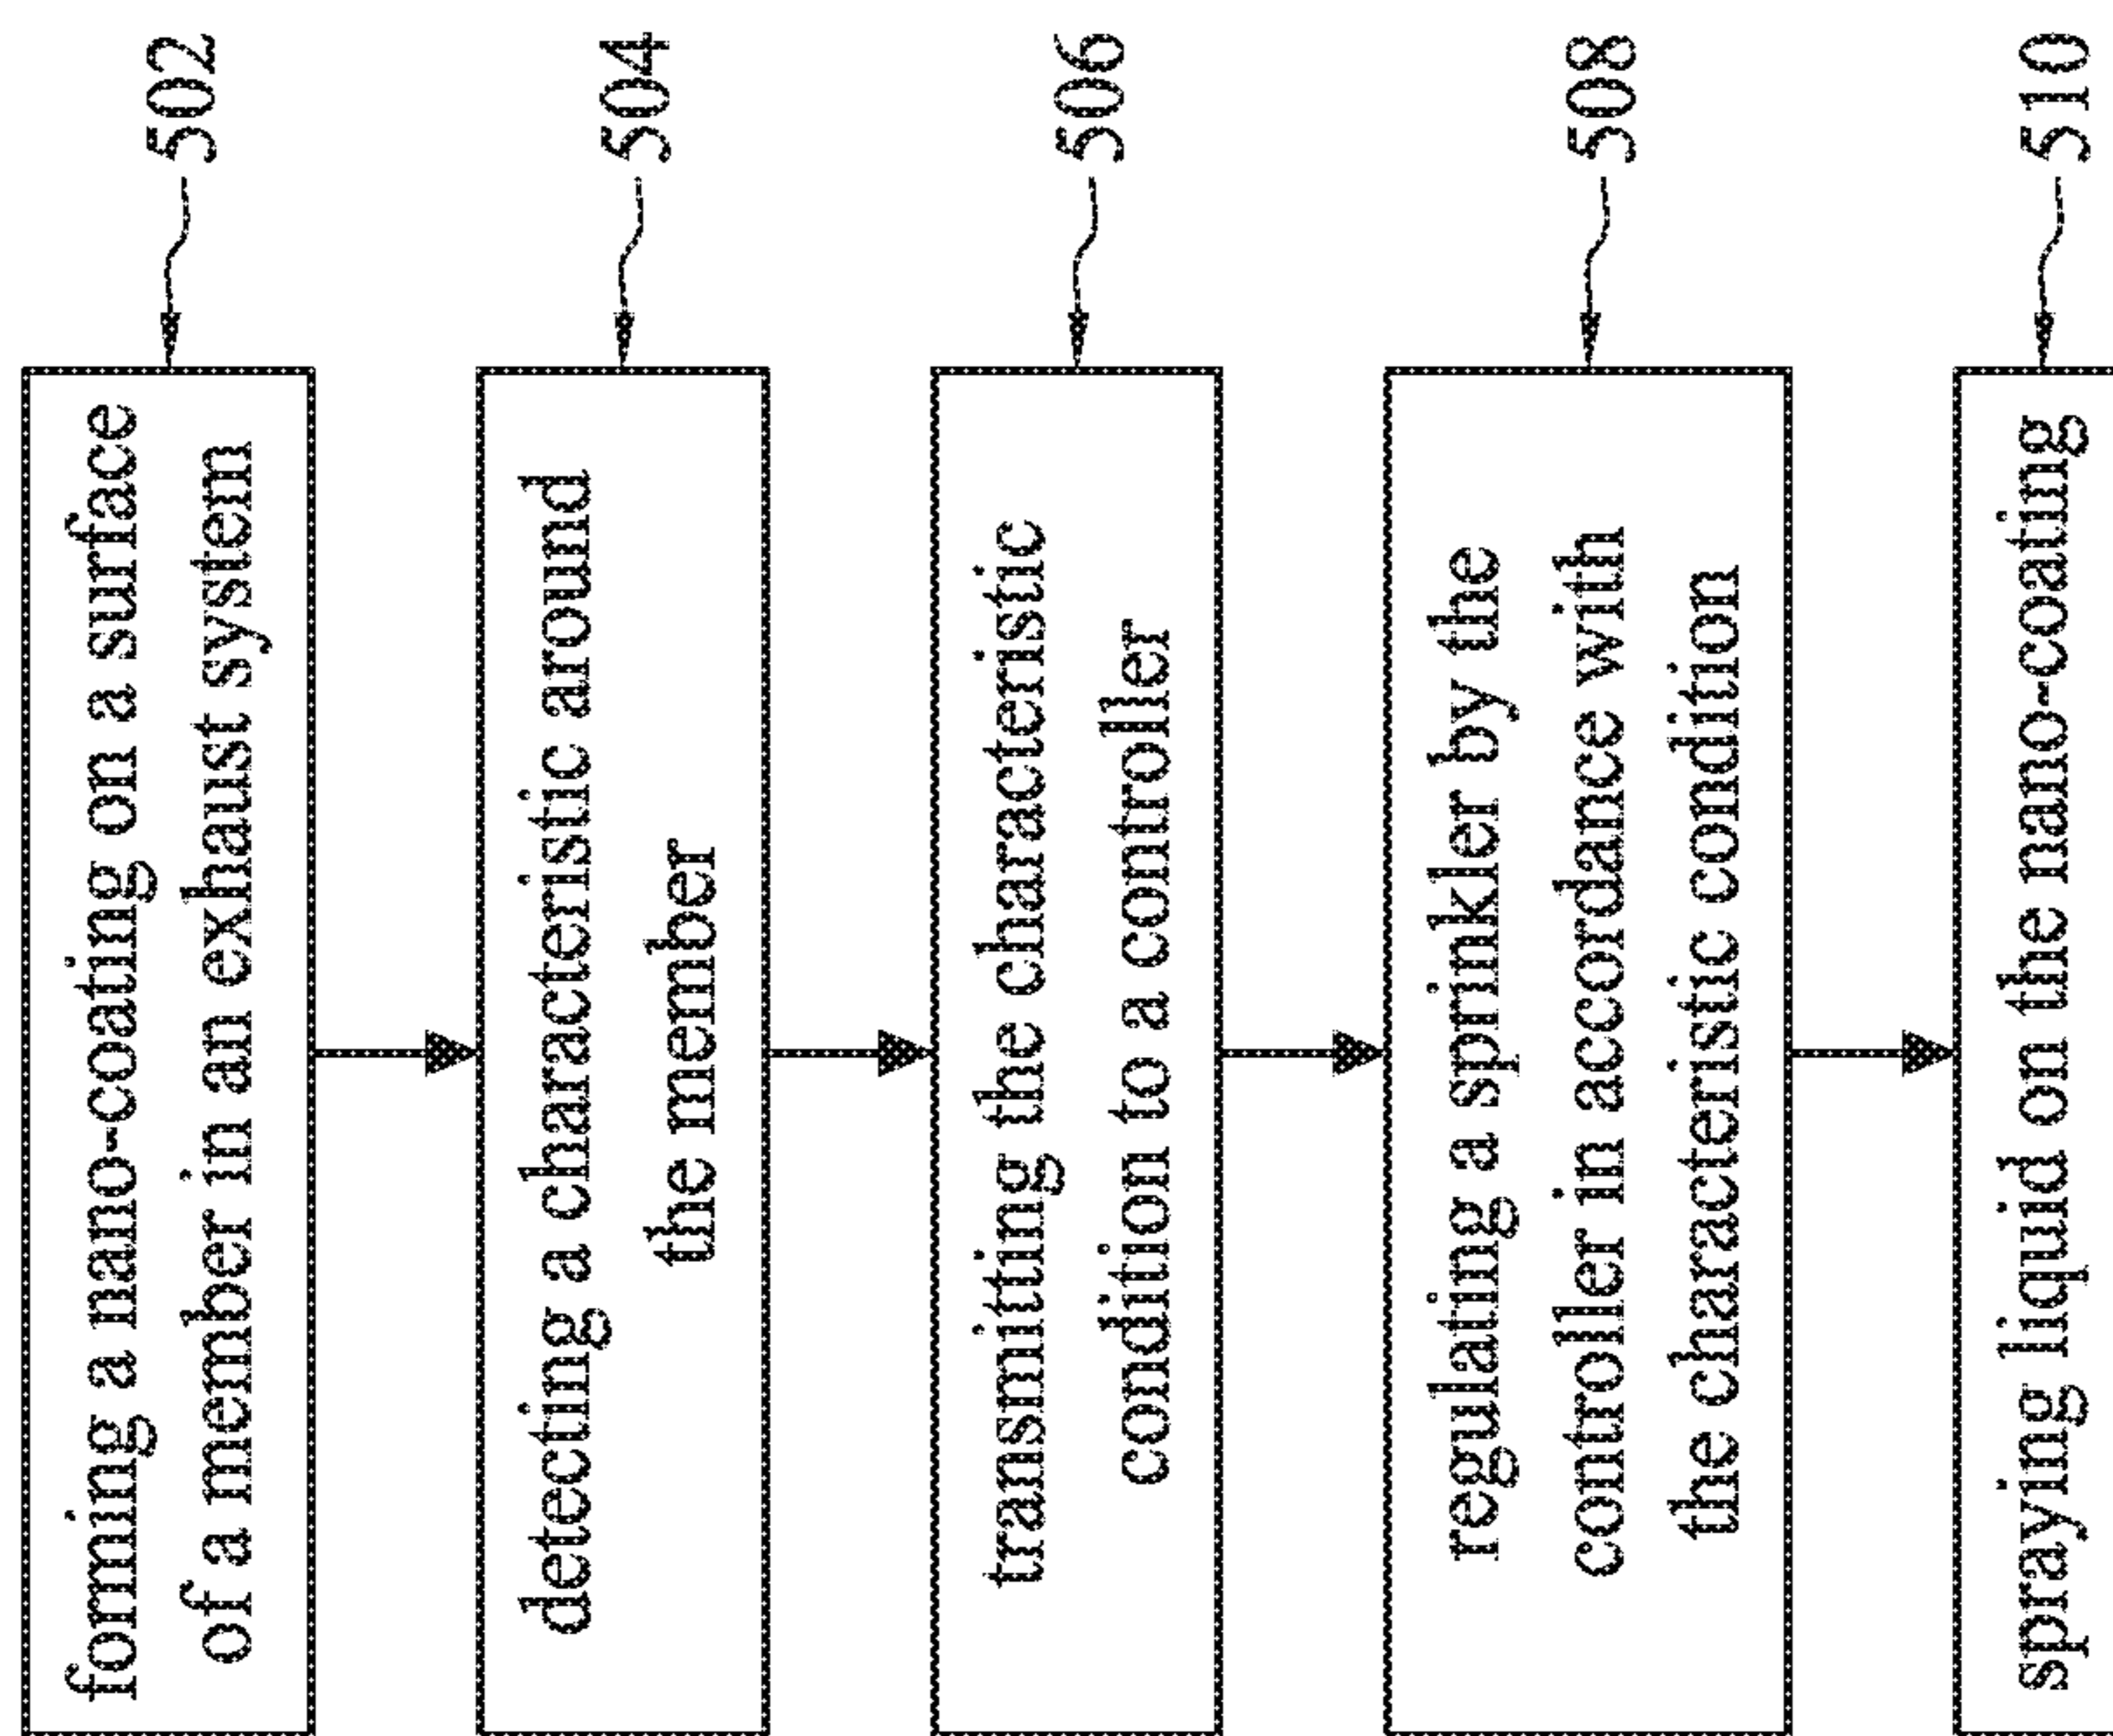 foming a nano-coating on a surface
of a member in an exhaust system
502
detecting a characteristic around
the member
504
transmitting the characteristic
condition to a controller
506
regulating a sprinkler by the
controller in accordance with
the characteristic condition
508
spraying liquid on the nano-coating
510